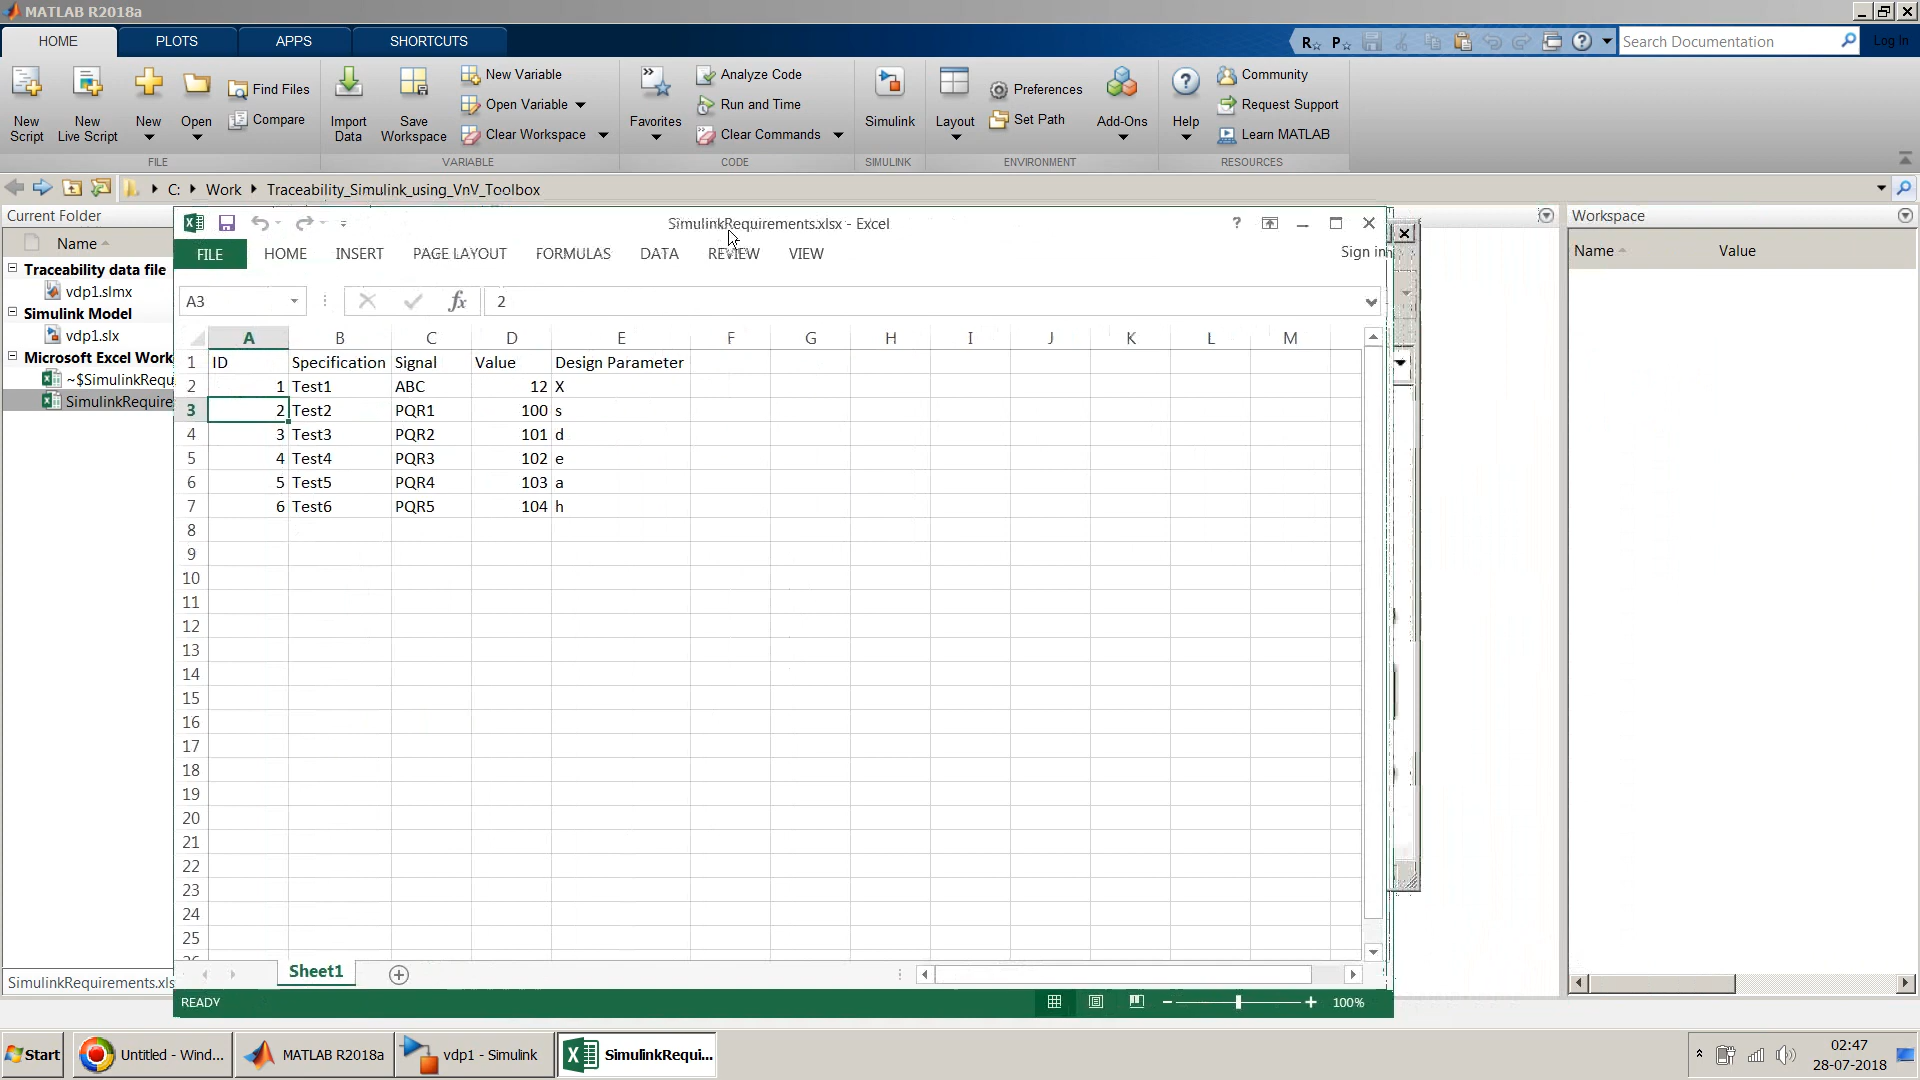 MATLAB R2018a
HOME PLOTS APPS SHORTCUTS
Search Documentation
Log In
New Script
New Live Script
New
Open
Find Files
Compare
Import Data
Save Workspace
New Variable
Open Variable
Clear Workspace
Favorites
Analyze Code
Run and Time
Clear Commands
Simulink
Layout
Preferences
Set Path
Add-Ons
Help
Community
Request Support
Learn MATLAB
FILE VARIABLE CODE SIMULINK ENVIRONMENT RESOURCES
C: Work Traceability_Simulink_using_VnV_Toolbox
Current Folder
Name
Traceability data file
vdp1.slmx
Simulink Model
vdp1.slx
Microsoft Excel Work
~$SimulinkRequ
SimulinkRequire
SimulinkRequirements.xls
SimulinkRequirements.xlsx - Excel
FILE HOME INSERT PAGE LAYOUT FORMULAS DATA REVIEW VIEW Sign in
A3 fx 2
A B C D E F G H I J K L M
1 ID Specification Signal Value Design Parameter
2 1 Test1 ABC 12 X
3 2 Test2 PQR1 100 s
4 3 Test3 PQR2 101 d
5 4 Test4 PQR3 102 e
6 5 Test5 PQR4 103 a
7 6 Test6 PQR5 104 h
8
9
10
11
12
13
14
15
16
17
18
19
20
21
22
23
24
25
Sheet1
READY 100%
Workspace
Name Value
Start Untitled - Wind... MATLAB R2018a vdp1 - Simulink SimulinkRequi...
02:47
28-07-2018